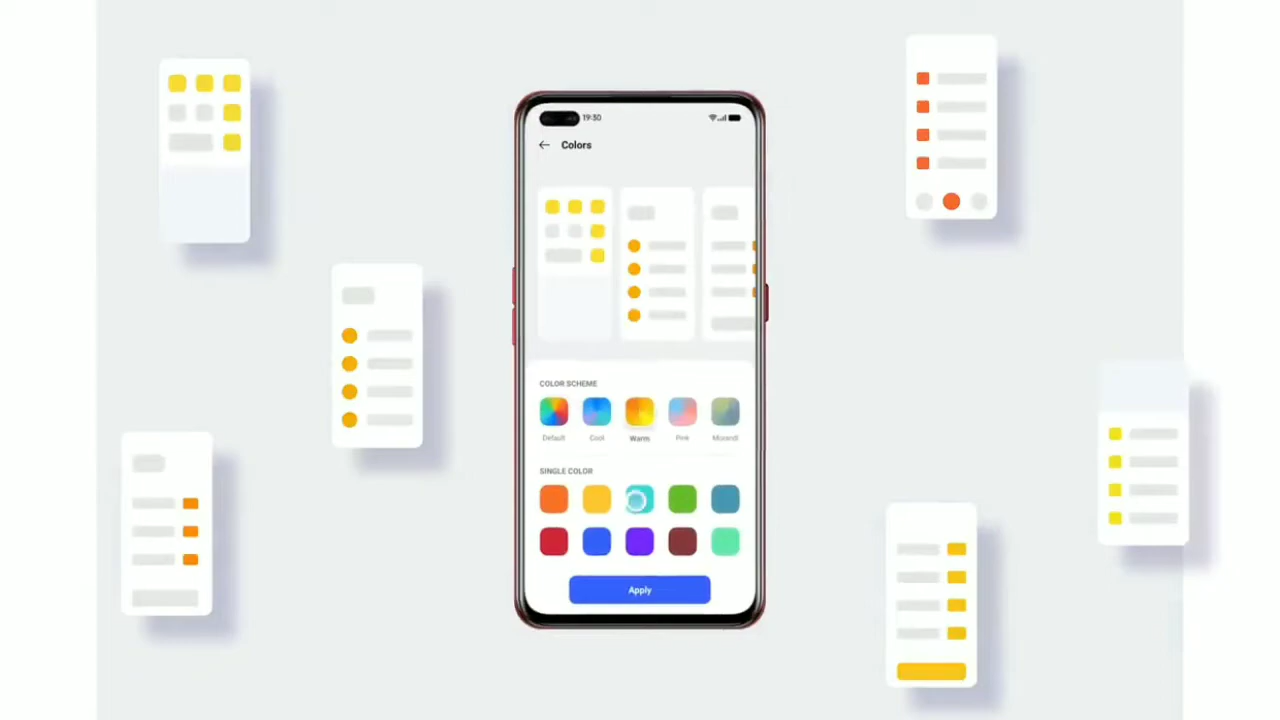 19:30
Colors
COLOR SCHEME
Default
Cool
Warm
Pink
Morandi
SINGLE COLOR
Apply